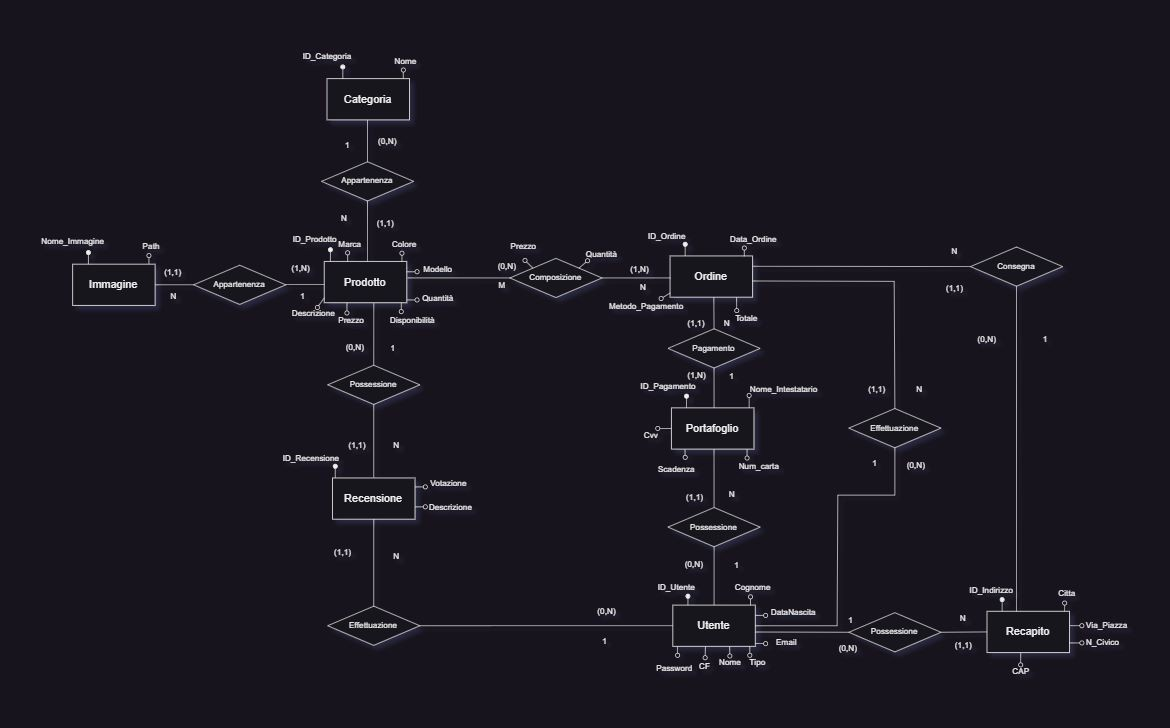 ID_Categoria
Nome
Categoria
1
(0,N)
Appartenenza
N
(1,1)
Nome_Immagine
Path
Immagine
(1,1)
N
Appartenenza
(1,N)
1
ID_Prodotto
Marca
Colore
Prodotto
Modello
Quantità
Descrizione
Prezzo
Disponibilità
(0,N)
M
Prezzo
Quantità
Composizione
(1,N)
N
ID_Ordine
Data_Ordine
Ordine
Metodo_Pagamento
Totale
N
(1,1)
Consegna
(0,N)
1
(1,1)
N
Pagamento
(1,N)
1
(0,N)
1
Possessione
(1,1)
N
ID_Pagamento
Nome_Intestatario
Portafoglio
Cvv
Scadenza
Num_carta
(1,1)
N
Effettuazione
1
(0,N)
ID_Recensione
Recensione
Votazione
Descrizione
(1,1)
N
Possessione
(0,N)
1
(1,1)
N
Effettuazione
(0,N)
1
ID_Utente
Cognome
Utente
DataNascita
Email
Password
CF
Nome
Tipo
1
(0,N)
Possessione
N
(1,1)
ID_Indirizzo
Citta
Recapito
Via_Piazza
N_Civico
CAP